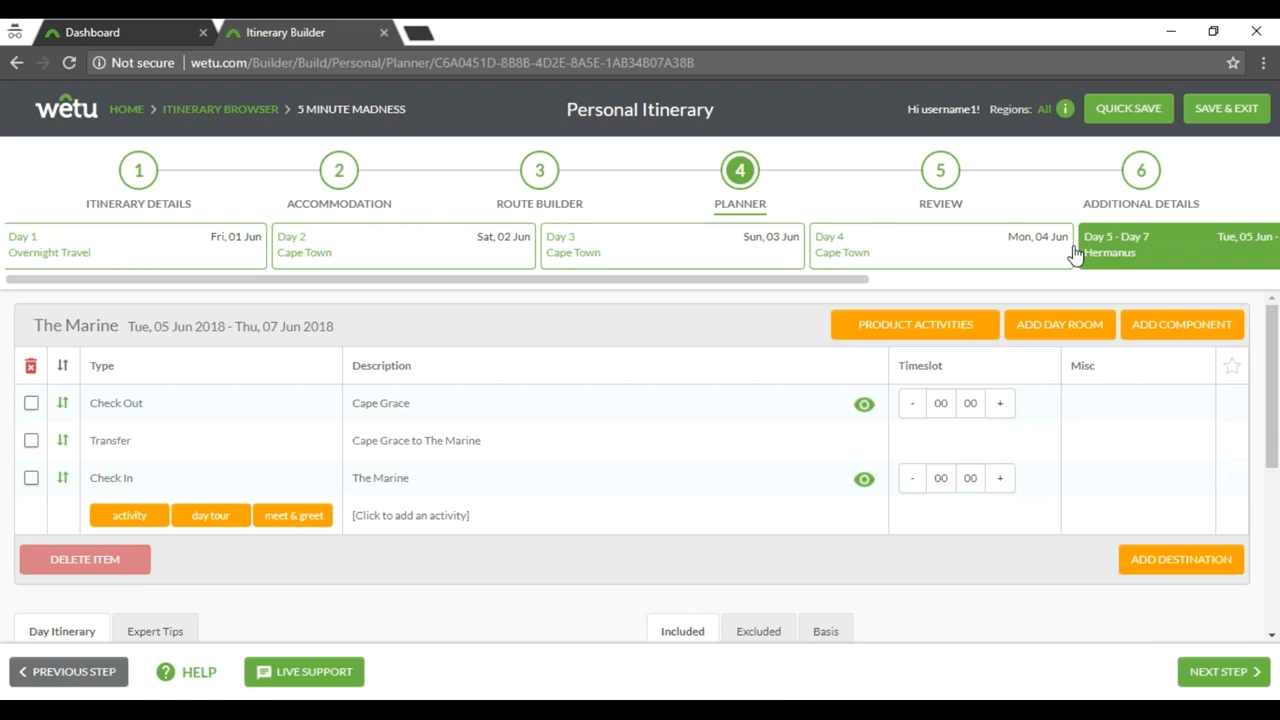 Dashboard
Itinerary Builder
Not secure | wetu.com/Builder/Build/Personal/Planner/C6A0451D-8B8B-4D2E-8A5E-1AB34B07A38B
wetu HOME > ITINERARY BROWSER > 5 MINUTE MADNESS
Personal Itinerary
Hi username1! Regions: All i QUICK SAVE SAVE & EXIT
1 2 3 4 5 6
ITINERARY DETAILS ACCOMMODATION ROUTE BUILDER PLANNER REVIEW ADDITIONAL DETAILS
Day 1 Fri, 01 Jun Day 2 Sat, 02 Jun Day 3 Sun, 03 Jun Day 4 Mon, 04 Jun Day 5 - Day 7 Tue, 05 Jun -
Overnight Travel Cape Town Cape Town Cape Town Hermanus
The Marine Tue, 05 Jun 2018 - Thu, 07 Jun 2018 PRODUCT ACTIVITIES ADD DAY ROOM ADD COMPONENT
Type Description Timeslot Misc
Check Out Cape Grace - 00 00 +
Transfer Cape Grace to The Marine
Check In The Marine - 00 00 +
activity day tour meet & greet [Click to add an activity]
DELETE ITEM ADD DESTINATION
Day Itinerary Expert Tips Included Excluded Basis
< PREVIOUS STEP ? HELP LIVE SUPPORT NEXT STEP >